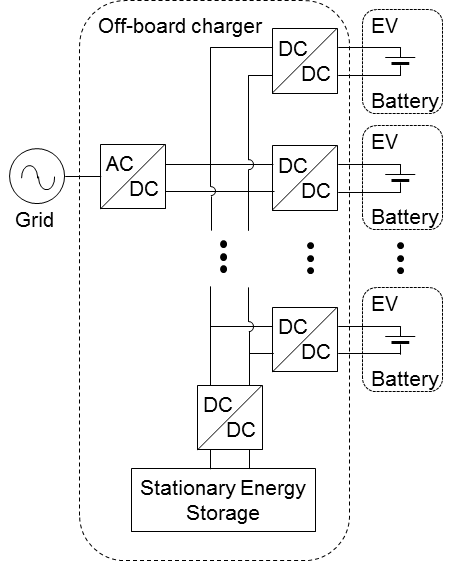 Off-board charger
EV
DC
DC
Battery
EV
AC
DC
DC
DC
Battery
Grid
EV
DC
DC
Battery
DC
DC
Stationary Energy
Storage